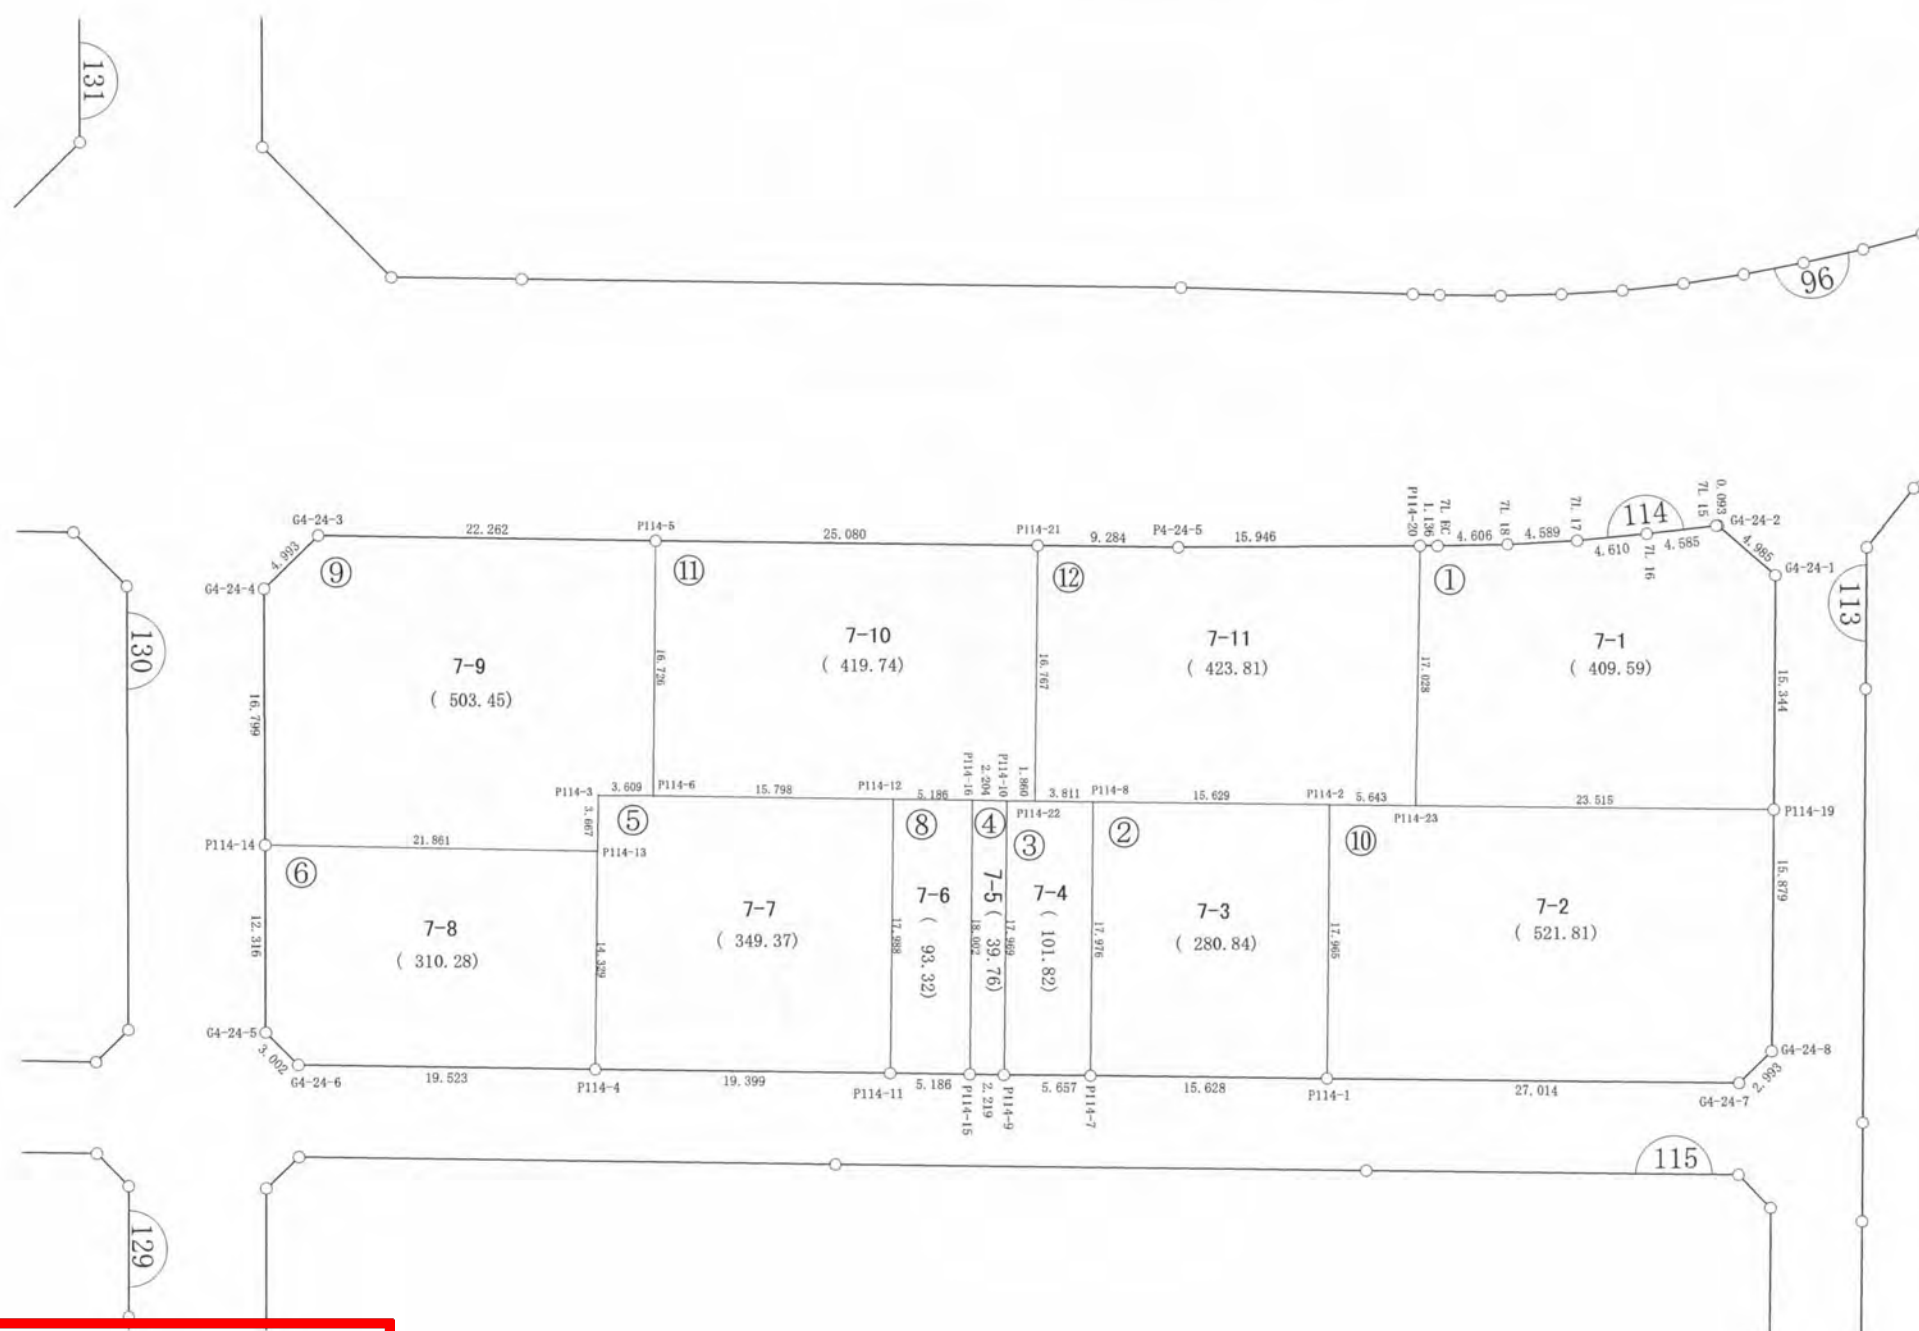 131
96
G4-24-3
22.262
P114-5
25.080
P114-21
9.284
P4-24-5
15.946
P114-20
1.136
7L EC
4.606
7L 18
4.589
7L 17
4.610
114
7L 16
4.585
7L 15
0.093
G4-24-2
4.985
G4-24-1
4.993
⑨
⑪
⑫
①
G4-24-4
113
130
7-9
( 503.45)
16.726
7-10
( 419.74)
16.767
7-11
( 423.81)
17.028
7-1
( 409.59)
15.344
16.799
P114-3
3.609
P114-6
15.798
P114-12
5.186
P114-16
2.204
P114-10
1.860
P114-22
3.811
P114-8
15.629
P114-2
5.643
P114-23
23.515
P114-19
3.667
⑤
⑧
④
③
②
⑩
P114-14
21.861
P114-13
⑥
12.316
7-8
( 310.28)
14.329
7-7
( 349.37)
17.988
7-6
( 93.32)
18.002
7-5
( 39.76)
17.969
7-4
( 101.82)
17.976
7-3
( 280.84)
17.965
7-2
( 521.81)
15.879
G4-24-5
3.002
G4-24-6
19.523
P114-4
19.399
P114-11
5.186
P114-15
2.219
P114-9
5.657
P114-7
15.628
P114-1
27.014
G4-24-7
2.993
G4-24-8
115
129